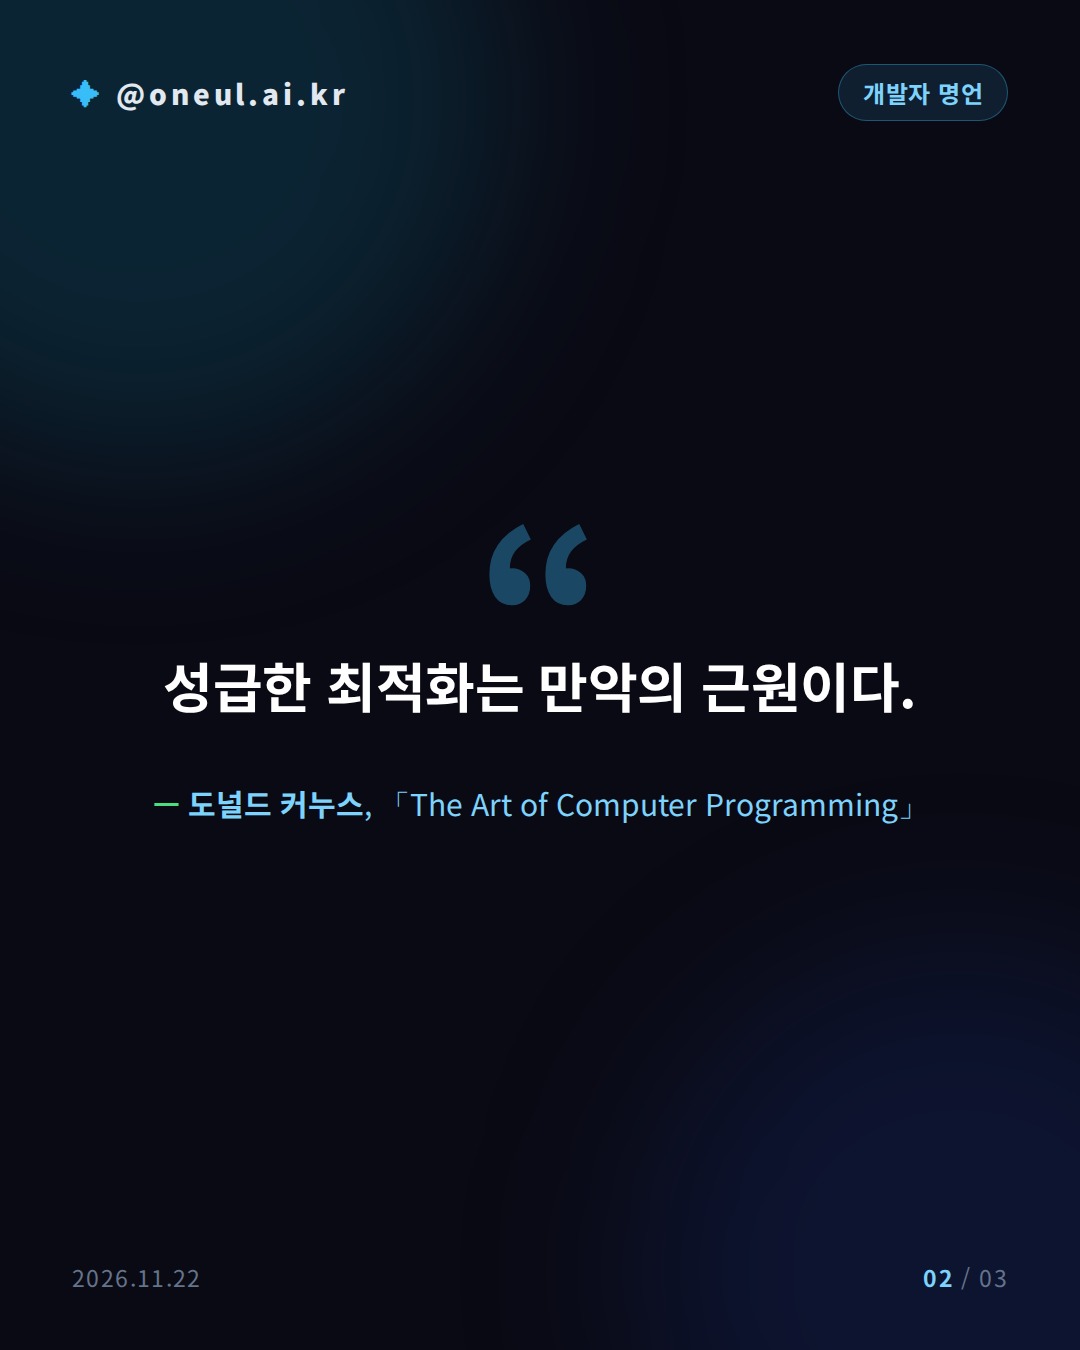 @oneul.ai.kr
개발자 명언
“
성급한 최적화는 만악의 근원이다.
— 도널드 커누스, 「The Art of Computer Programming」
2026.11.22
02 / 03